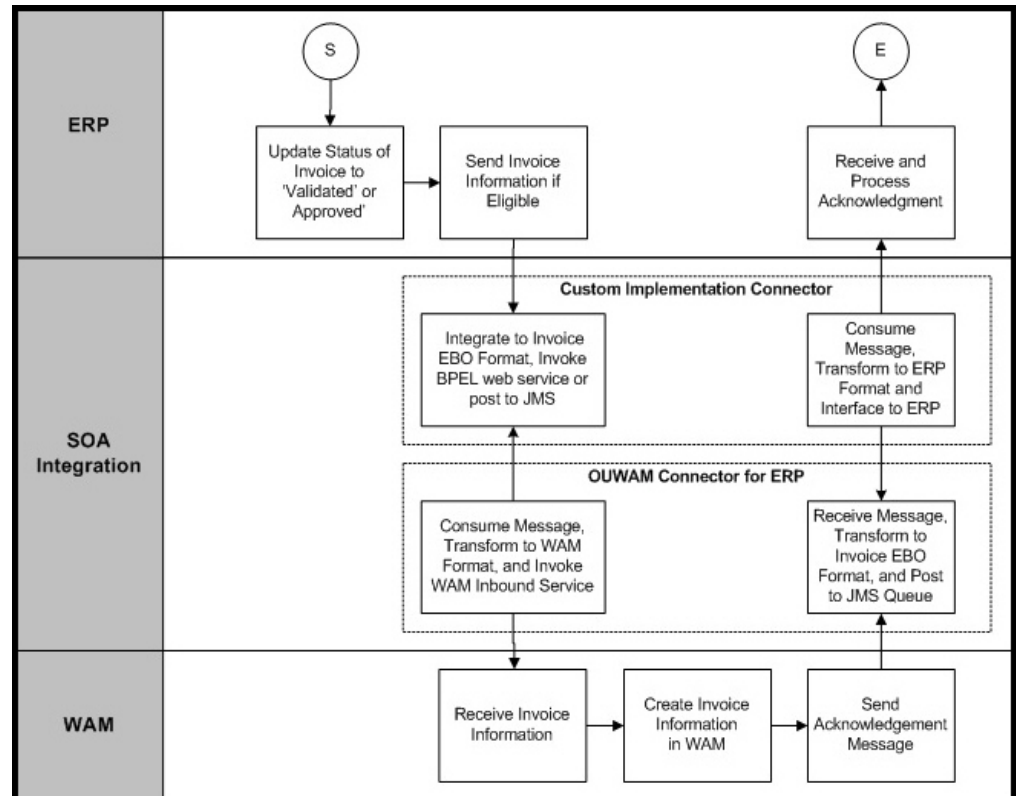 ERP
S
E
Update Status of
Invoice to
'Validated' or
Approved'
Send Invoice
Information if
Eligible
Receive and
Process
Acknowledgment
SOA
Integration
Custom Implementation Connector
Integrate to Invoice
EBO Format, Invoke
BPEL web service or
post to JMS
Consume
Message,
Transform to ERP
Format and
Interface to ERP
OUWAM Connector for ERP
Consume Message,
Transform to WAM
Format, and Invoke
WAM Inbound Service
Receive Message,
Transform to
Invoice EBO
Format, and Post
to JMS Queue
WAM
Receive Invoice
Information
Create Invoice
Information
in WAM
Send
Acknowledgement
Message